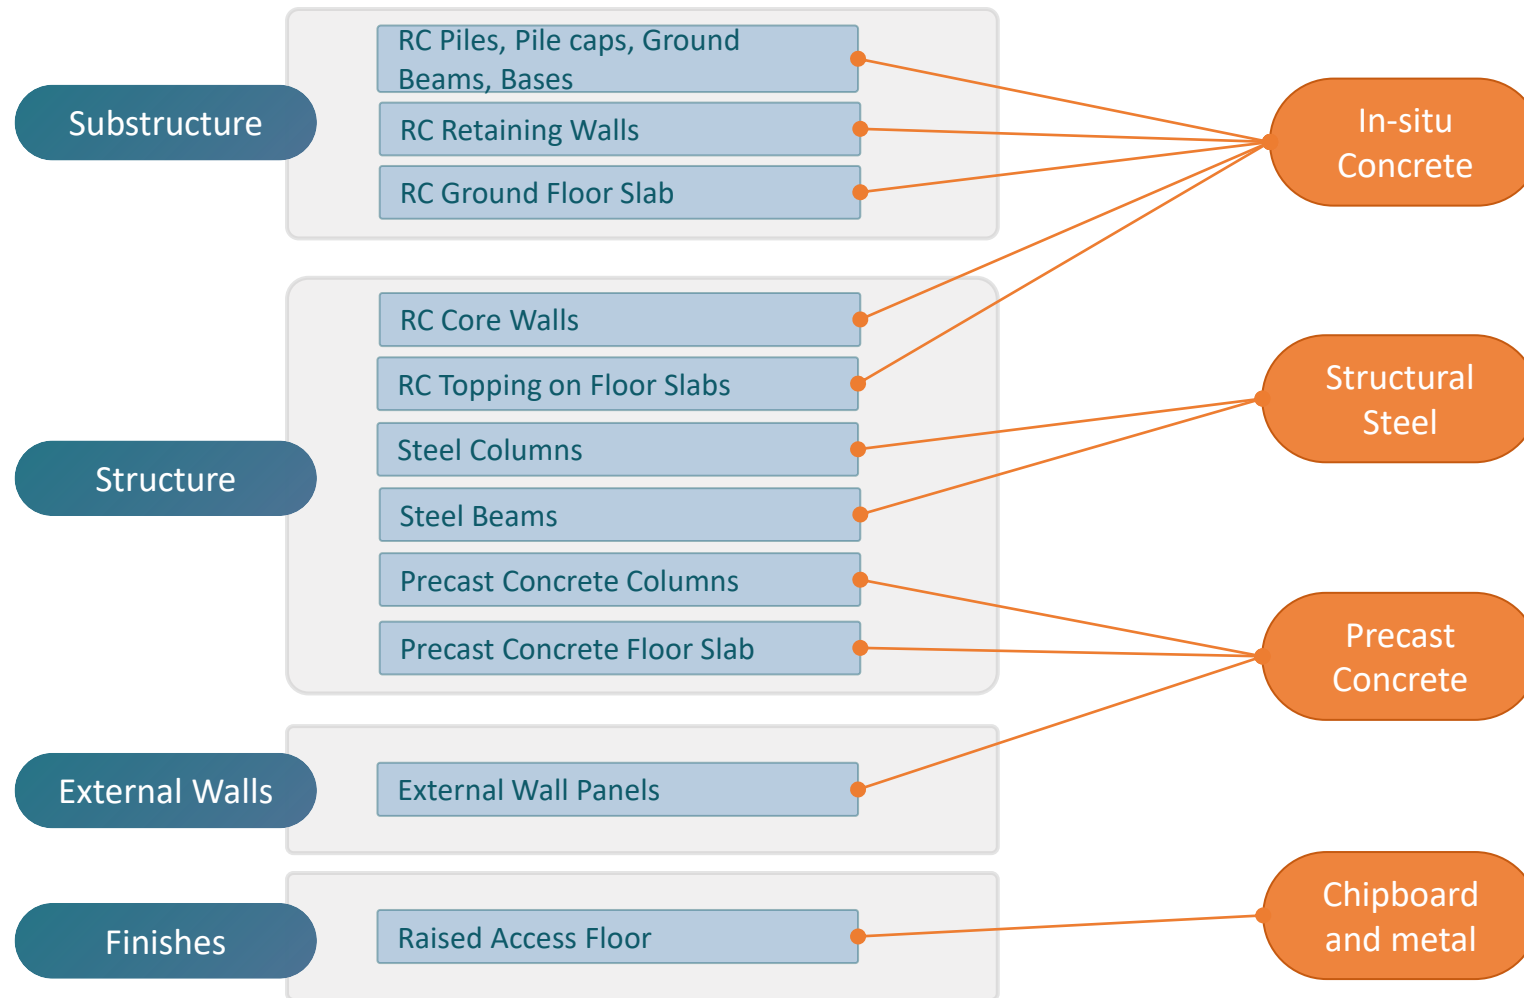 Substructure
RC Piles, Pile caps, Ground
Beams, Bases
RC Retaining Walls
RC Ground Floor Slab
In-situ
Concrete
Structure
RC Core Walls
RC Topping on Floor Slabs
Steel Columns
Steel Beams
Precast Concrete Columns
Precast Concrete Floor Slab
Structural
Steel
Precast
Concrete
External Walls
External Wall Panels
Finishes
Raised Access Floor
Chipboard
and metal